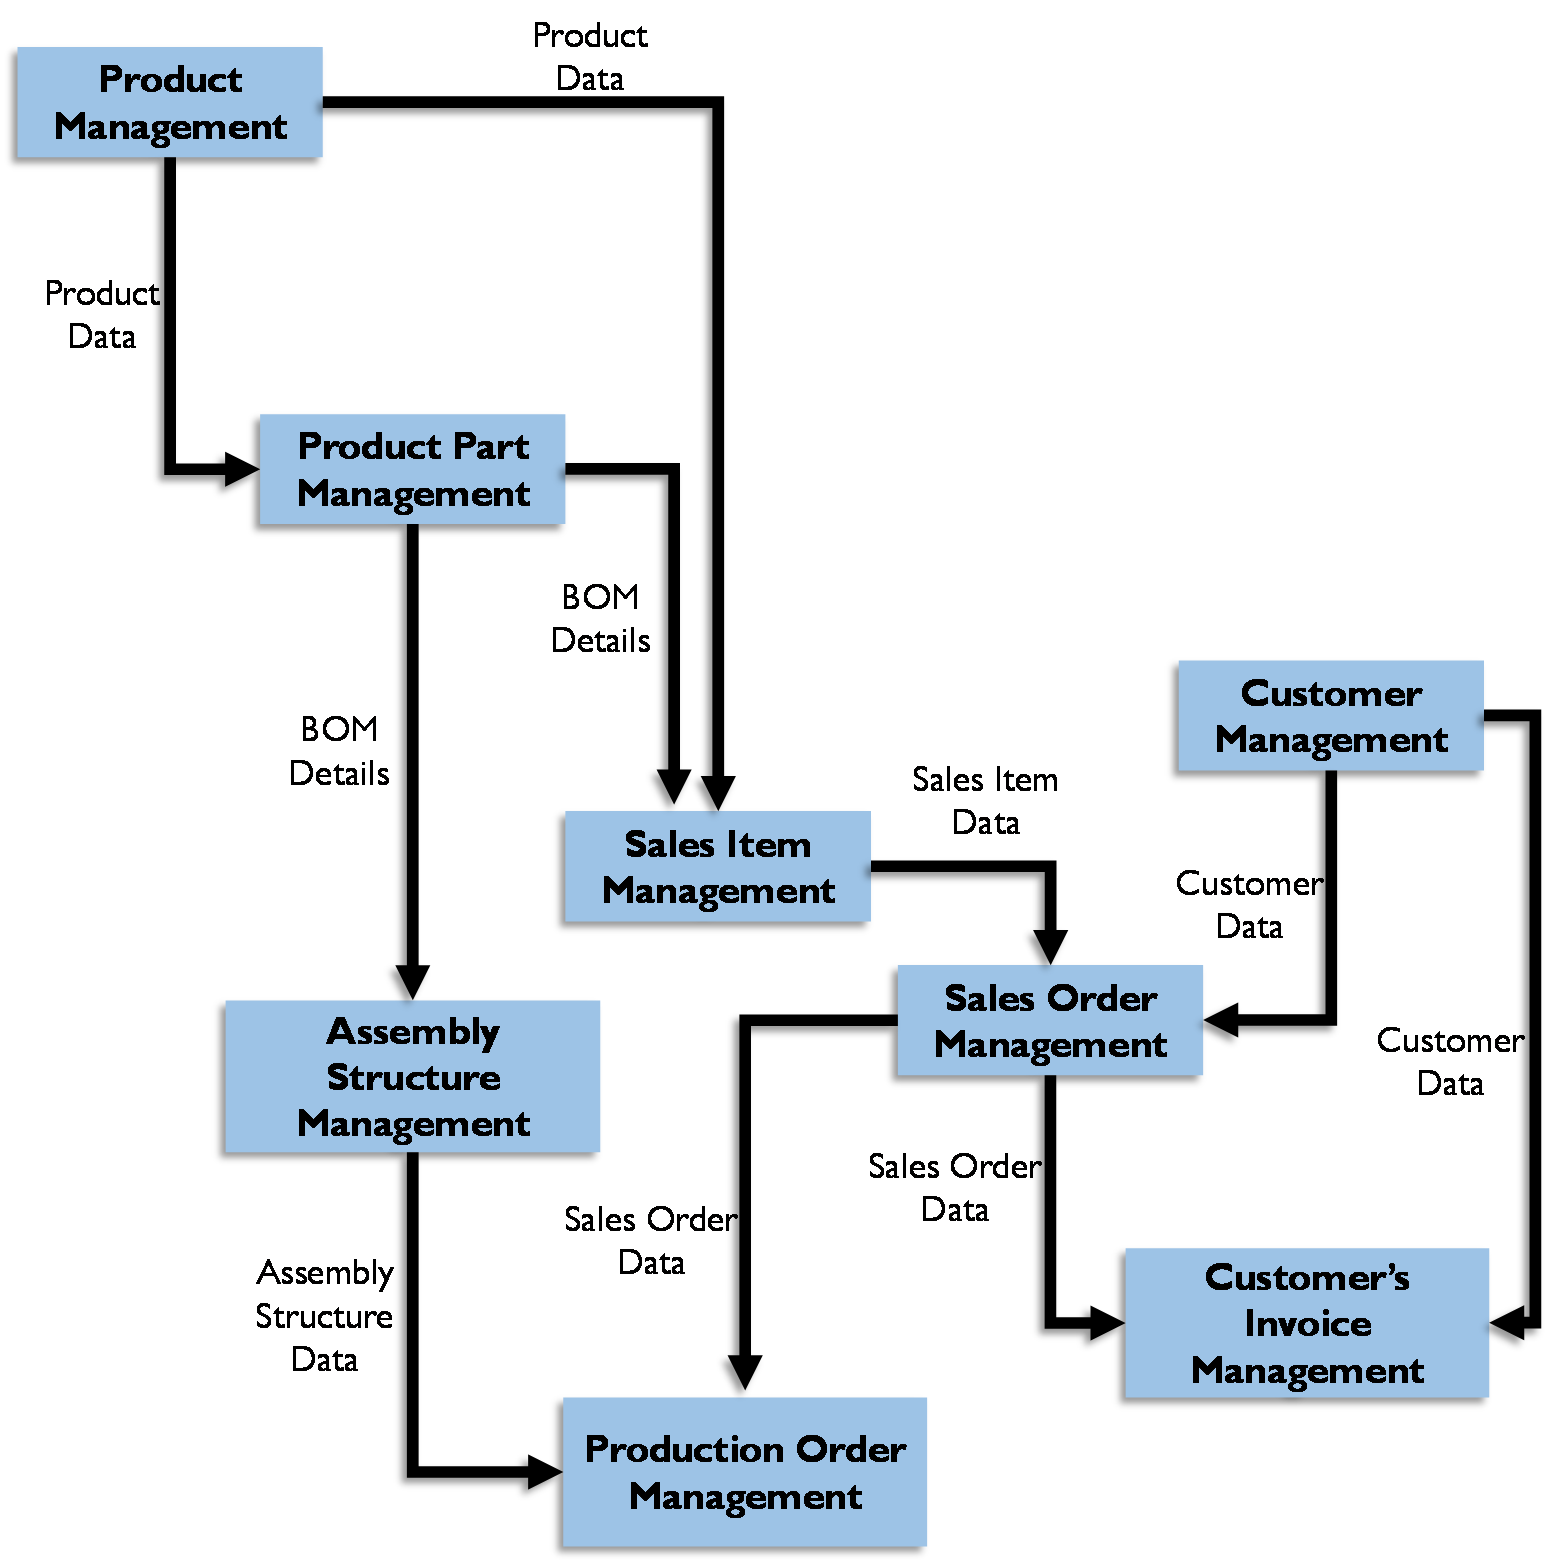 Product
Data
Product
Management
Product
Data
Product Part
Management
BOM
Details
BOM
Details
Customer
Management
Sales Item
Data
Sales Item
Management
Customer
Data
Sales Order
Management
Assembly
Structure
Management
Customer
Data
Sales Order
Data
Sales Order
Data
Assembly
Structure
Data
Customer’s
Invoice
Management
Production Order
Management